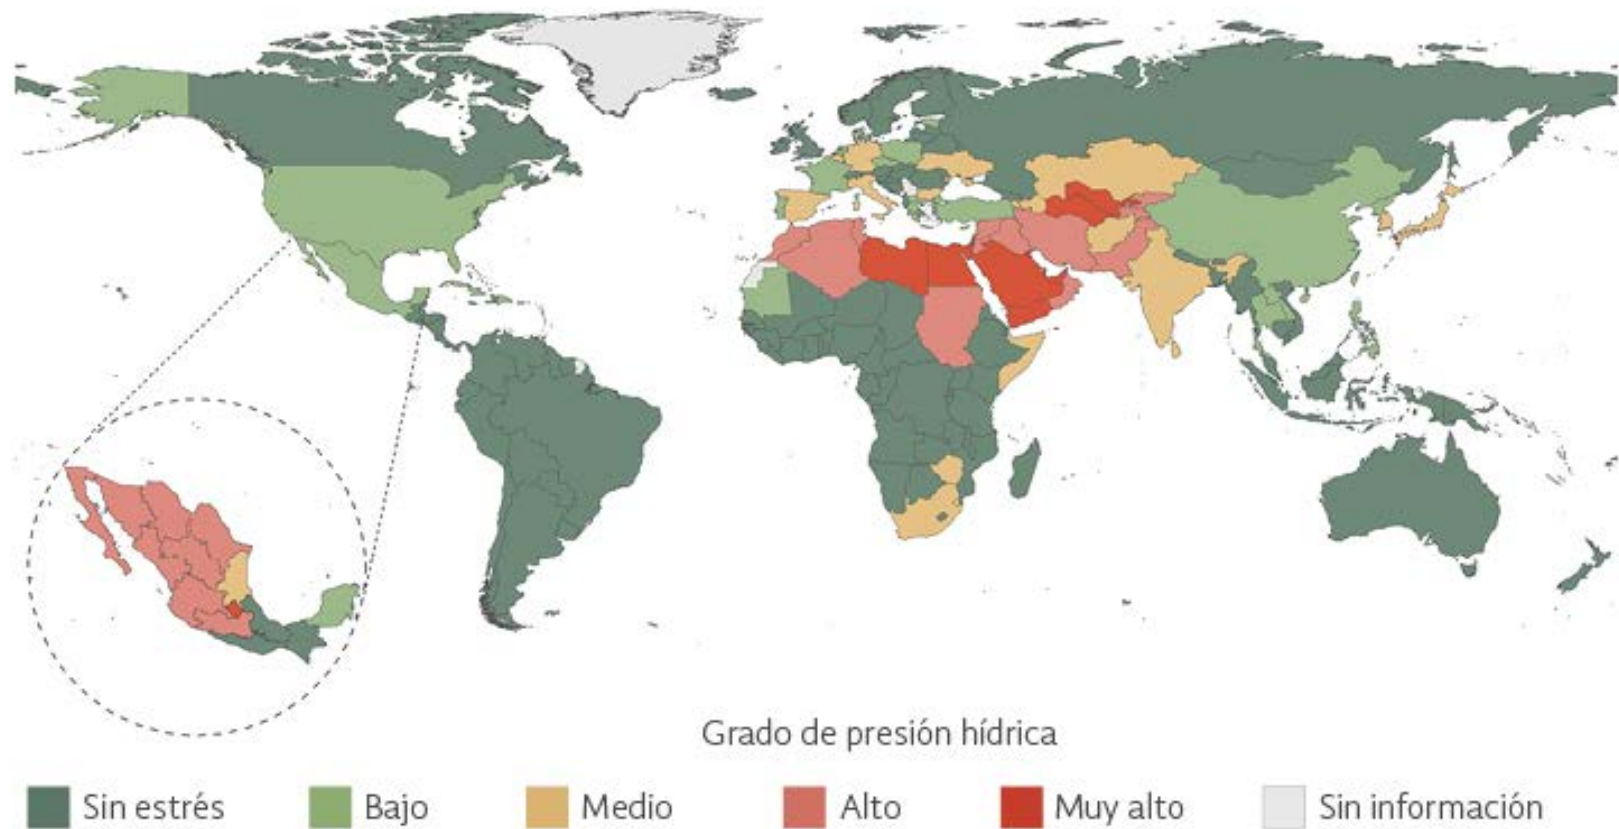 Grado de presión hídrica
Sin estrés
Bajo
Medio
Alto
Muy alto
Sin información